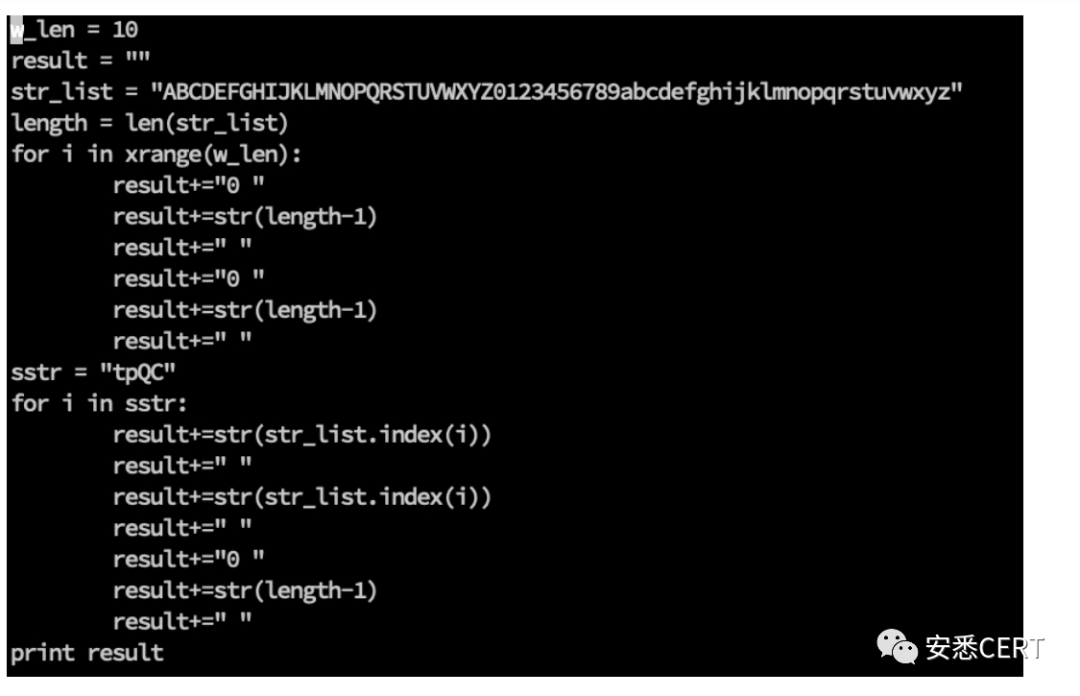 w_len = 10
result = ""
str_list = "ABCDEFGHIJKLMNOPQRSTUVWXYZ0123456789abcdefghijklmnopqrstuvwxyz"
length = len(str_list)
for i in xrange(w_len):
        result+="0 "
        result+=str(length-1)
        result+=" "
        result+="0 "
        result+=str(length-1)
        result+=" "
sstr = "tpQC"
for i in sstr:
        result+=str(str_list.index(i))
        result+=" "
        result+=str(str_list.index(i))
        result+=" "
        result+="0 "
        result+=str(length-1)
        result+=" "
print result
安悉CERT